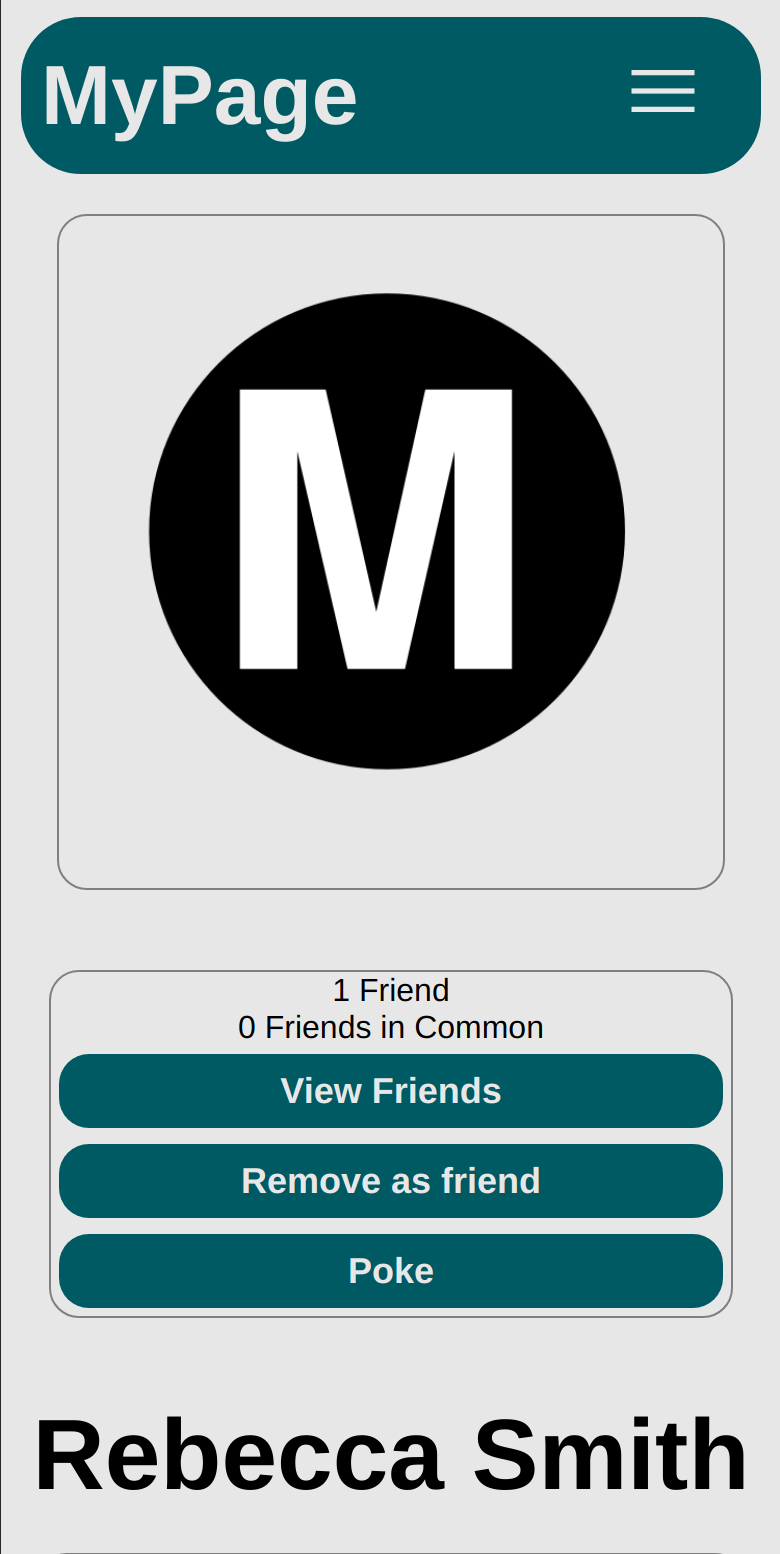 MyPage
M
1 Friend
0 Friends in Common
View Friends
Remove as friend
Poke
Rebecca Smith